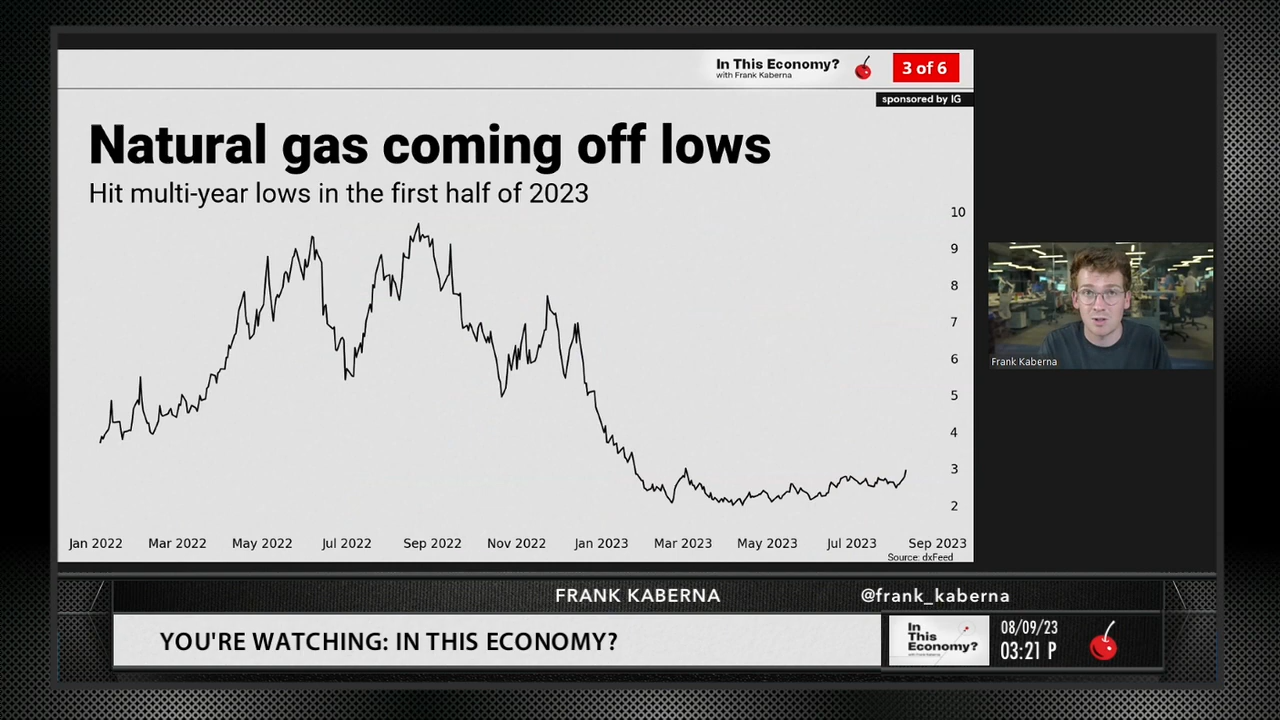 In This Economy?
with Frank Kaberna
3 of 6
sponsored by IG
Natural gas coming off lows
Hit multi-year lows in the first half of 2023
10
9
8
7
6
5
4
3
2
Jan 2022 Mar 2022 May 2022 Jul 2022 Sep 2022 Nov 2022 Jan 2023 Mar 2023 May 2023 Jul 2023 Sep 2023
Source: dxFeed
Frank Kaberna
FRANK KABERNA @frank_kaberna
YOU'RE WATCHING: IN THIS ECONOMY?
In
This
Economy?
with Frank Kaberna
08/09/23
03:21 P